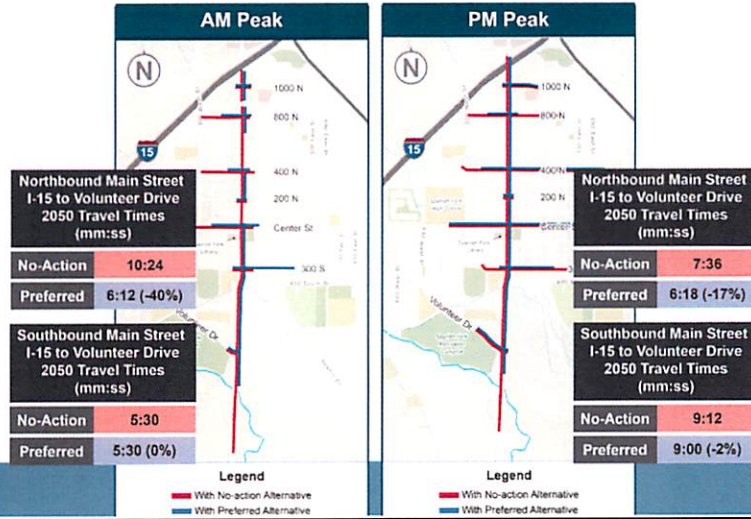 AM Peak
N
1000 N
800 N
15
400 N
200 N
Center St
300 S
Volunteer Dr
Northbound Main Street
I-15 to Volunteer Drive
2050 Travel Times
(mm:ss)
No-Action 10:24
Preferred 6:12 (-40%)
Southbound Main Street
I-15 to Volunteer Drive
2050 Travel Times
(mm:ss)
No-Action 5:30
Preferred 5:30 (0%)
Legend
With No-action Alternative
With Preferred Alternative
PM Peak
N
1000 N
800 N
15
400 N
200 N
Center
Volunteer Dr
Northbound Main Street
I-15 to Volunteer Drive
2050 Travel Times
(mm:ss)
No-Action 7:36
Preferred 6:18 (-17%)
Southbound Main Street
I-15 to Volunteer Drive
2050 Travel Times
(mm:ss)
No-Action 9:12
Preferred 9:00 (-2%)
Legend
With No-action Alternative
With Preferred Alternative